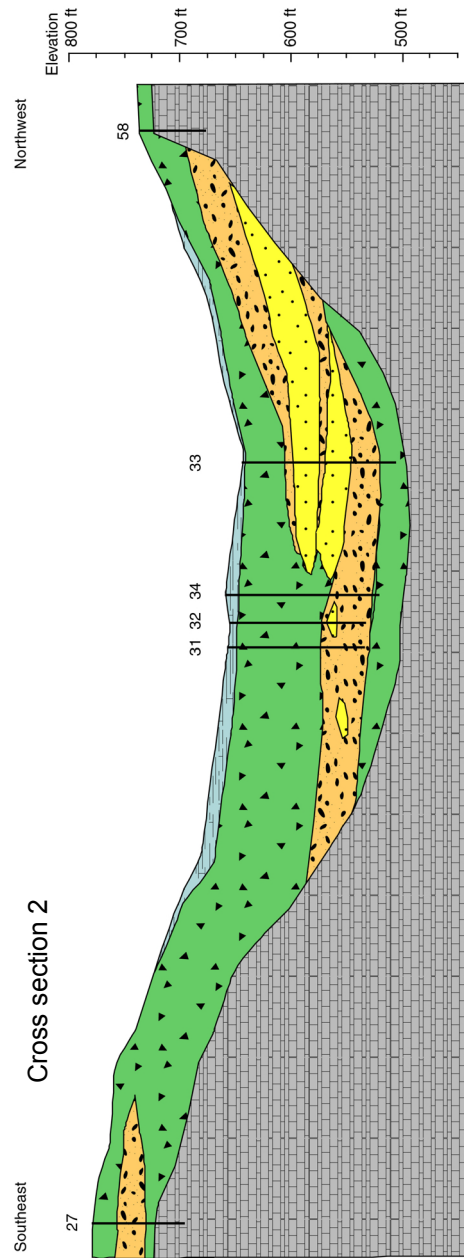 Cross section 2
Southeast
Northwest
Elevation
800 ft
700 ft
600 ft
500 ft
27
31
32
34
33
58